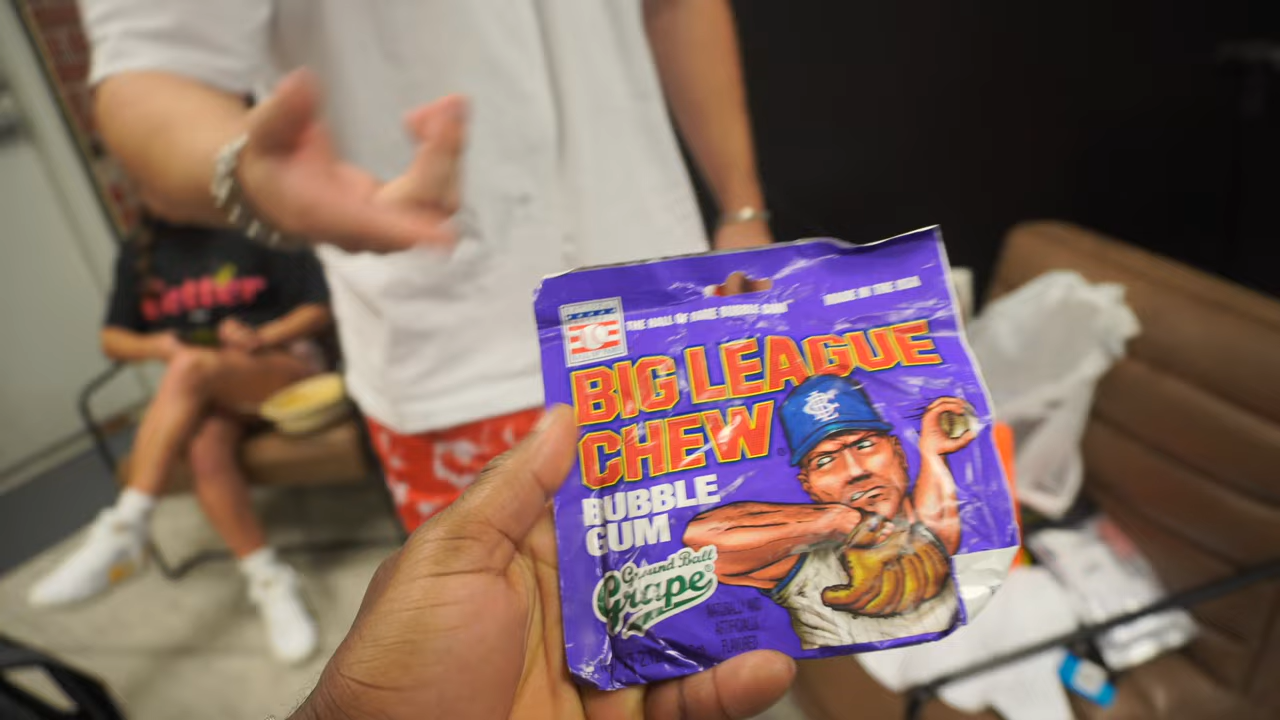 THE HALL OF FAME BUBBLE GUM
MADE IN THE USA
BIG LEAGUE
CHEW
BUBBLE
GUM
Ground Ball
Grape
NATURALLY AND
ARTIFICIALLY
FLAVORED